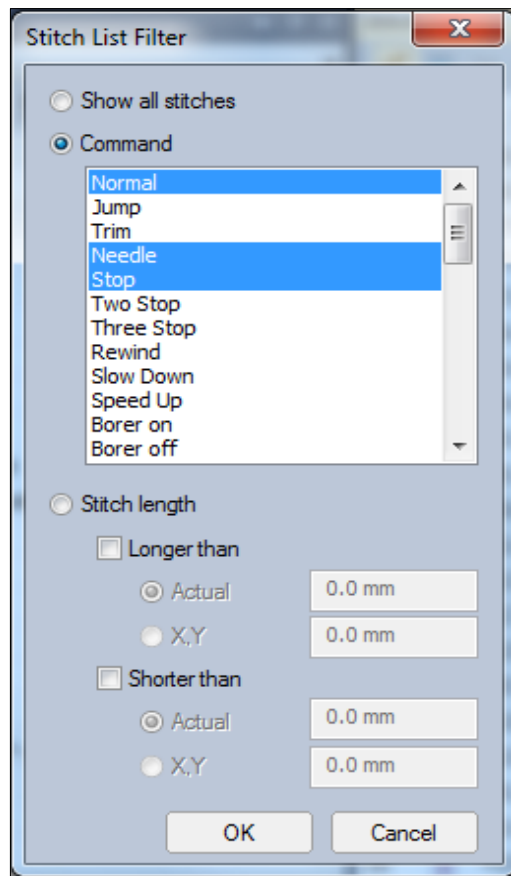 Stitch List Filter
Show all stitches
Command
Normal
Jump
Trim
Needle
Stop
Two Stop
Three Stop
Rewind
Slow Down
Speed Up
Borer on
Borer off
Stitch length
Longer than
Actual 0.0 mm
X,Y 0.0 mm
Shorter than
Actual 0.0 mm
X,Y 0.0 mm
OK Cancel